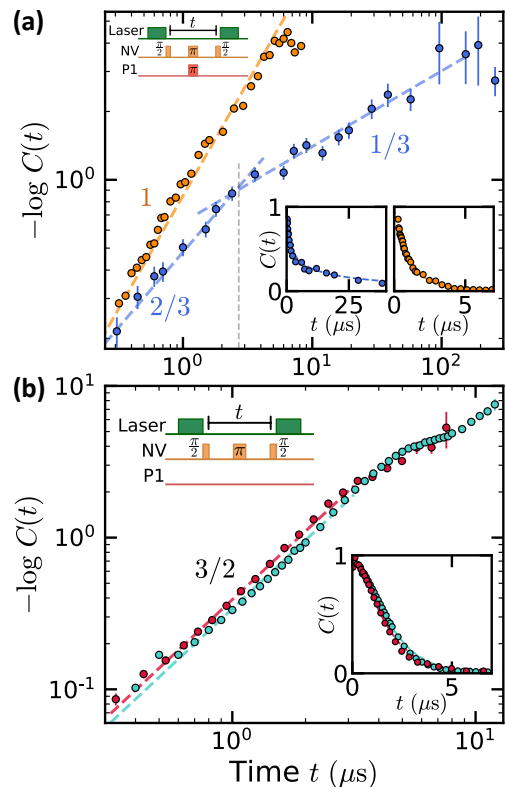 (a)
t
Laser
NV π/2 π π/2
P1 π
−log C(t)
10⁰
1
2/3
1/3
C(t)
1
0
0 25
t (μs)
0 5
t (μs)
10⁰ 10¹ 10²
(b)
10¹
t
Laser
NV π/2 π π/2
P1
−log C(t)
10⁰
3/2
10⁻¹
C(t)
1
0
0 5
t (μs)
10⁰ 10¹
Time t (μs)